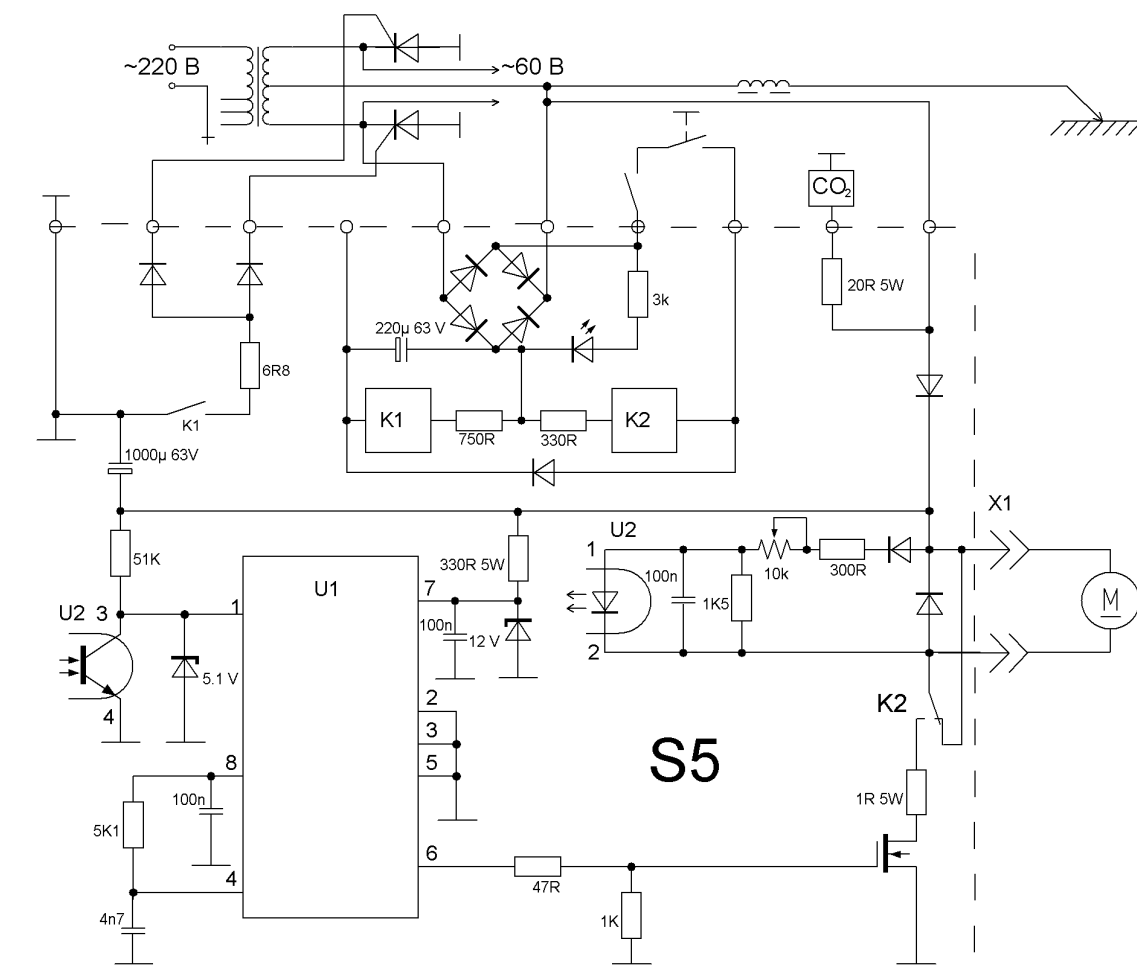 ~220 В
~60 В
CO2
20R 5W
3k
220µ 63 V
6R8
K1
K1
750R
330R
K2
1000µ 63V
X1
51K
U1
330R 5W
U2
1
10k
300R
100n
1K5
2
M
U2
3
1
7
100n
12 V
5.1 V
4
2
3
5
K2
S5
8
100n
5K1
1R 5W
6
4
47R
4n7
1K